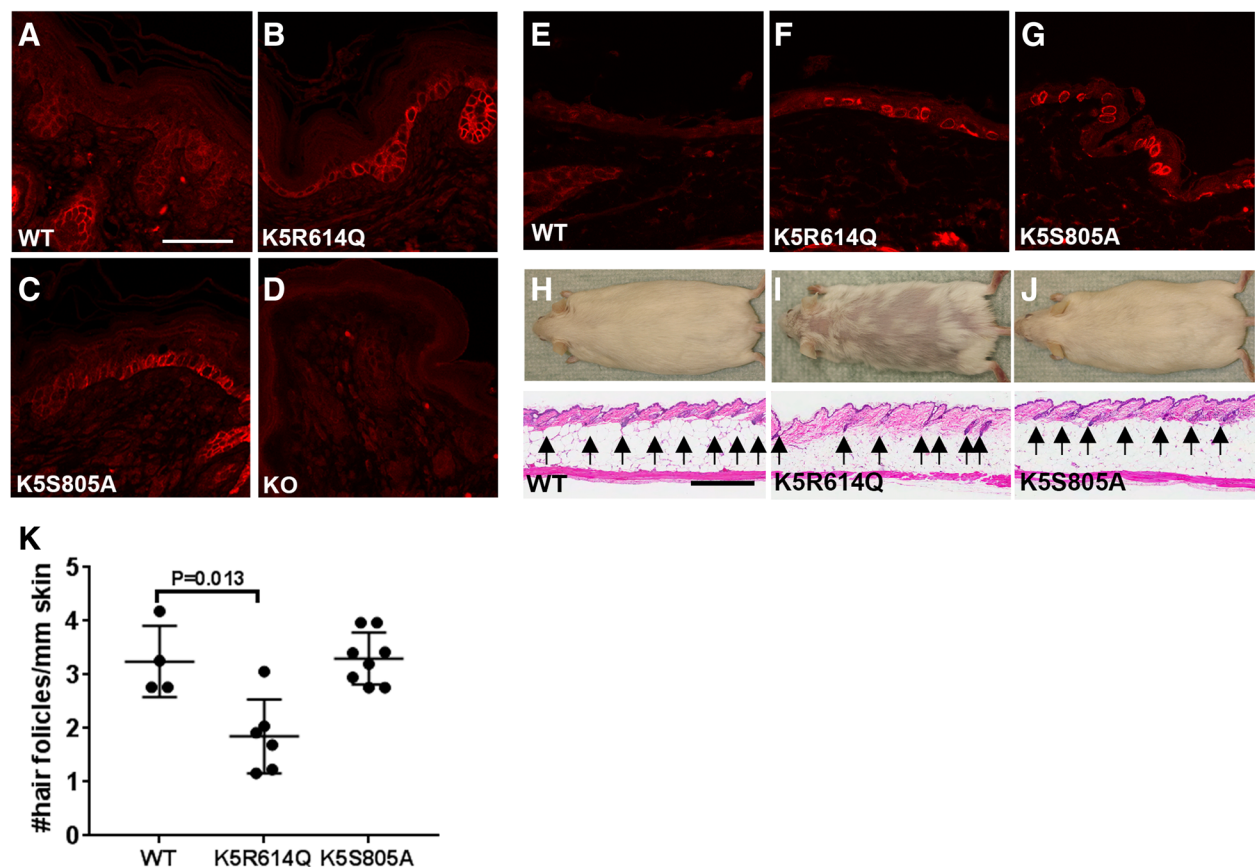 A
WT
B
K5R614Q
C
K5S805A
D
KO
E
WT
F
K5R614Q
G
K5S805A
H
I
J
WT
K5R614Q
K5S805A
K
#hair folicles/mm skin
5
4
3
2
1
0
P=0.013
WT
K5R614Q
K5S805A